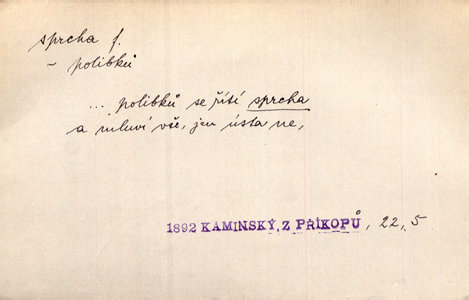 sprcha f.
~ polibků
... polibků se řítí sprcha
a mluví vše, jen ústa ne,
1892 KAMINSKÝ, Z PŘÍKOPŮ, 22, 5